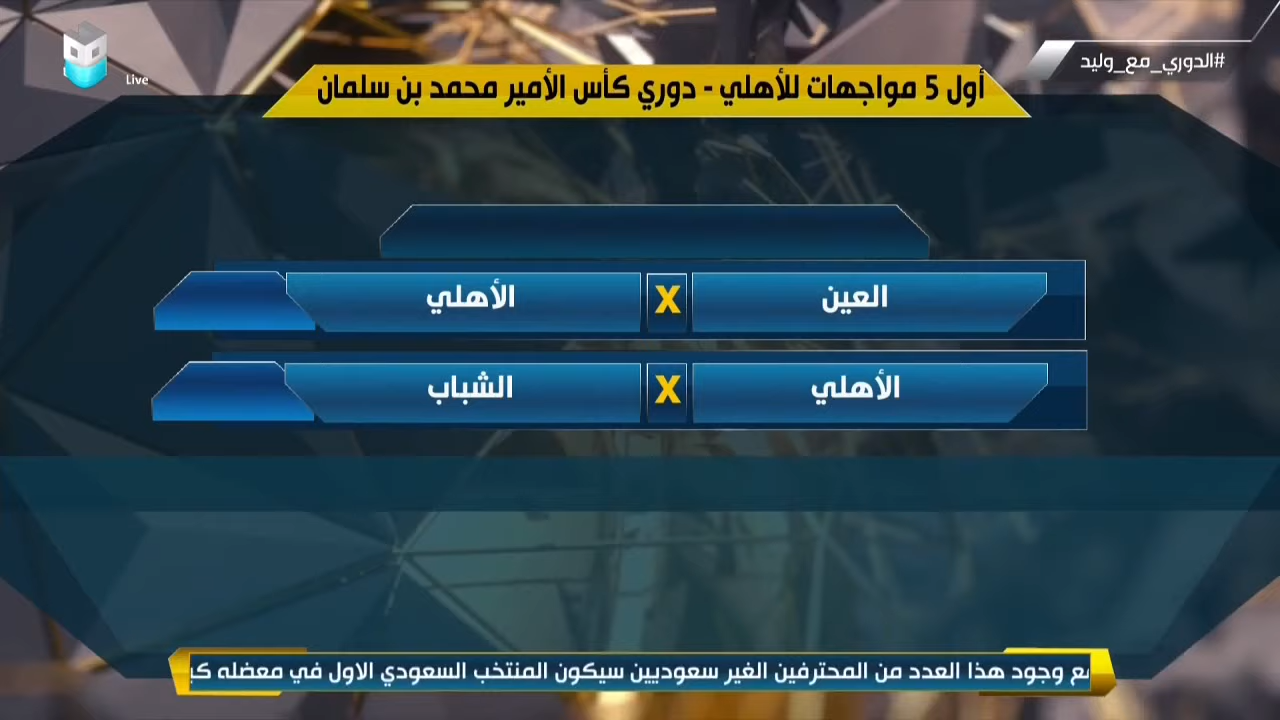 #الدوري_مع_وليد
Live
أول 5 مواجهات للأهلي - دوري كأس الأمير محمد بن سلمان
العين X الأهلي
الأهلي X الشباب
وجود هذا العدد من المحترفين الغير سعوديين سيكون المنتخب السعودي الاول في معضله